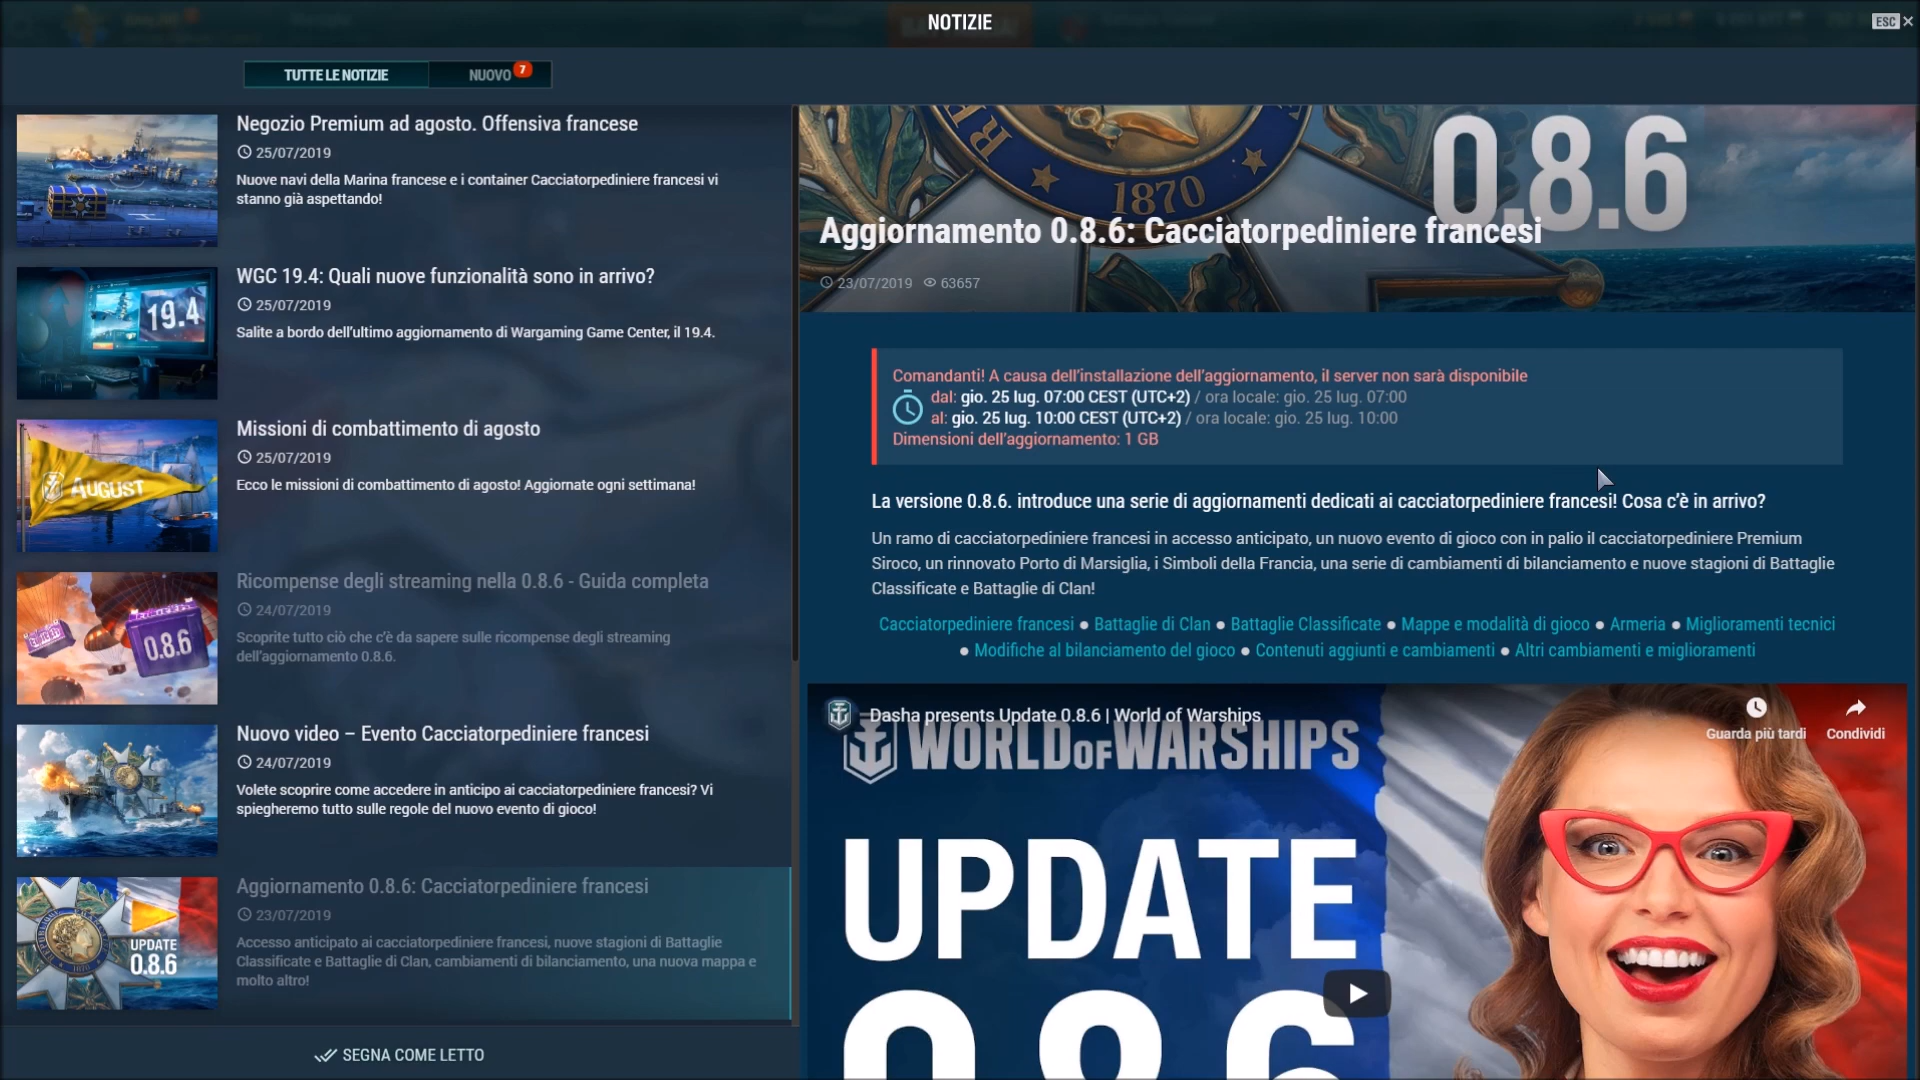 NOTIZIE
ESC
TUTTE LE NOTIZIE
NUOVO 7
Negozio Premium ad agosto. Offensiva francese
25/07/2019
Nuove navi della Marina francese e i container Cacciatorpediniere francesi vi
stanno già aspettando!
19.4
WGC 19.4: Quali nuove funzionalità sono in arrivo?
25/07/2019
Salite a bordo dell'ultimo aggiornamento di Wargaming Game Center, il 19.4.
AUGUST
Missioni di combattimento di agosto
25/07/2019
Ecco le missioni di combattimento di agosto! Aggiornate ogni settimana!
0.8.6
Ricompense degli streaming nella 0.8.6 - Guida completa
24/07/2019
Scoprite tutto ciò che c'è da sapere sulle ricompense degli streaming
dell'aggiornamento 0.8.6.
Nuovo video – Evento Cacciatorpediniere francesi
24/07/2019
Volete scoprire come accedere in anticipo ai cacciatorpediniere francesi? Vi
spiegheremo tutto sulle regole del nuovo evento di gioco!
UPDATE
0.8.6
Aggiornamento 0.8.6: Cacciatorpediniere francesi
23/07/2019
Accesso anticipato ai cacciatorpediniere francesi, nuove stagioni di Battaglie
Classificate e Battaglie di Clan, cambiamenti di bilanciamento, una nuova mappa e
molto altro!
SEGNA COME LETTO
1870
0.8.6
Aggiornamento 0.8.6: Cacciatorpediniere francesi
23/07/2019 63657
Comandanti! A causa dell'installazione dell'aggiornamento, il server non sarà disponibile
dal: gio. 25 lug. 07:00 CEST (UTC+2) / ora locale: gio. 25 lug. 07:00
al: gio. 25 lug. 10:00 CEST (UTC+2) / ora locale: gio. 25 lug. 10:00
Dimensioni dell'aggiornamento: 1 GB
La versione 0.8.6. introduce una serie di aggiornamenti dedicati ai cacciatorpediniere francesi! Cosa c'è in arrivo?
Un ramo di cacciatorpediniere francesi in accesso anticipato, un nuovo evento di gioco con in palio il cacciatorpediniere Premium
Siroco, un rinnovato Porto di Marsiglia, i Simboli della Francia, una serie di cambiamenti di bilanciamento e nuove stagioni di Battaglie
Classificate e Battaglie di Clan!
Cacciatorpediniere francesi ● Battaglie di Clan ● Battaglie Classificate ● Mappe e modalità di gioco ● Armeria ● Miglioramenti tecnici
● Modifiche al bilanciamento del gioco ● Contenuti aggiunti e cambiamenti ● Altri cambiamenti e miglioramenti
Dasha presents Update 0.8.6 | World of Warships
Guarda più tardi
Condividi
WORLD OF WARSHIPS
UPDATE
0.8.6